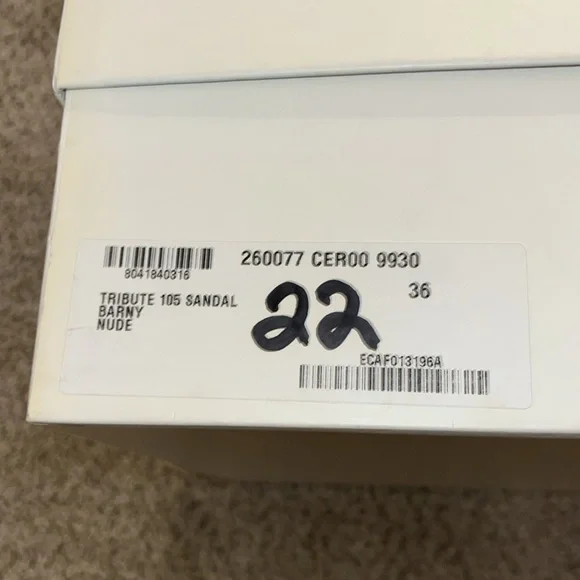 260077 CER00 9930
8041840316
36
TRIBUTE 105 SANDAL
BARNY
NUDE
22
ECAF013196A